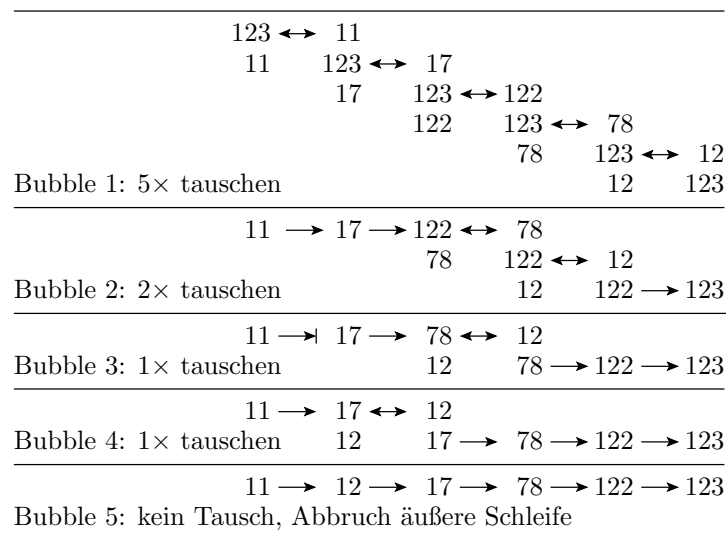 123 ↔ 11
11 123 ↔ 17
17 123 ↔ 122
122 123 ↔ 78
78 123 ↔ 12
Bubble 1: 5× tauschen 12 123
11 → 17 → 122 ↔ 78
78 122 ↔ 12
Bubble 2: 2× tauschen 12 122 → 123
11 → 17 → 78 ↔ 12
Bubble 3: 1× tauschen 12 78 → 122 → 123
11 → 17 ↔ 12
Bubble 4: 1× tauschen 12 17 → 78 → 122 → 123
11 → 12 → 17 → 78 → 122 → 123
Bubble 5: kein Tausch, Abbruch äußere Schleife